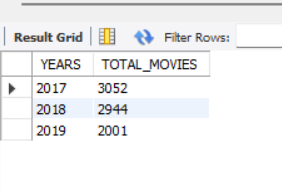 Result Grid Filter Rows:
YEARS TOTAL_MOVIES
2017 3052
2018 2944
2019 2001